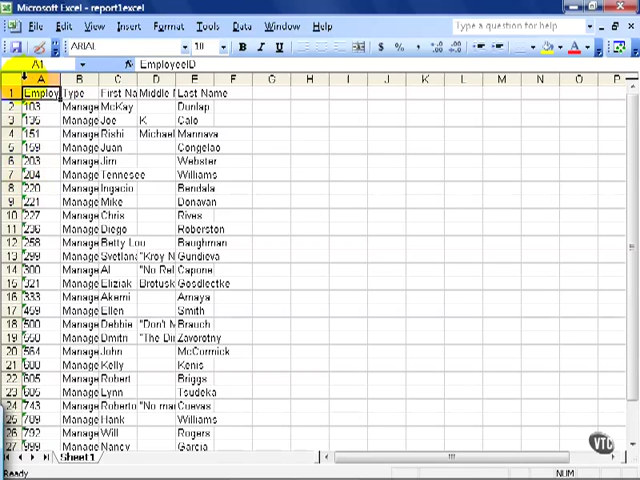 Microsoft Excel - report1excel
File Edit View Insert Format Tools Data Window Help Type a question for help
ARIAL 10 B I U $ % , A
A1 EmployeeID
A B C D E F G H I J K L M N O P
1 Employ Type First Na Middle Last Name
2 103 Manage McKay Dunlap
3 135 Manage Joe K Calo
4 151 Manage Rishi Michael Mannava
5 159 Manage Juan Congelao
6 203 Manage Jim Webster
7 204 Manage Tennesee Williams
8 220 Manage Ingacio Bendala
9 221 Manage Mike Donavan
10 227 Manage Chris Rives
11 236 Manage Diego Roberston
12 258 Manage Betty Lou Baughman
13 299 Manage Svetlana "Kroy N Gundieva
14 300 Manage Al "No Rel Capone
15 321 Manage Eliziak Brotusk Gosdlectke
16 333 Manage Akemi Amaya
17 459 Manage Ellen Smith
18 500 Manage Debbie "Don't M Brauch
19 550 Manage Dmitri "The Di Zavorotny
20 564 Manage John McCormick
21 600 Manage Kelly Kenis
22 605 Manage Robert Briggs
23 605 Manage Lynn Tsudeka
24 743 Manage Roberto "No mar Cuevas
25 789 Manage Hank Williams
26 792 Manage Will Rogers
27 999 Manage Nancy Garcia
Sheet1
Ready NUM
VTC